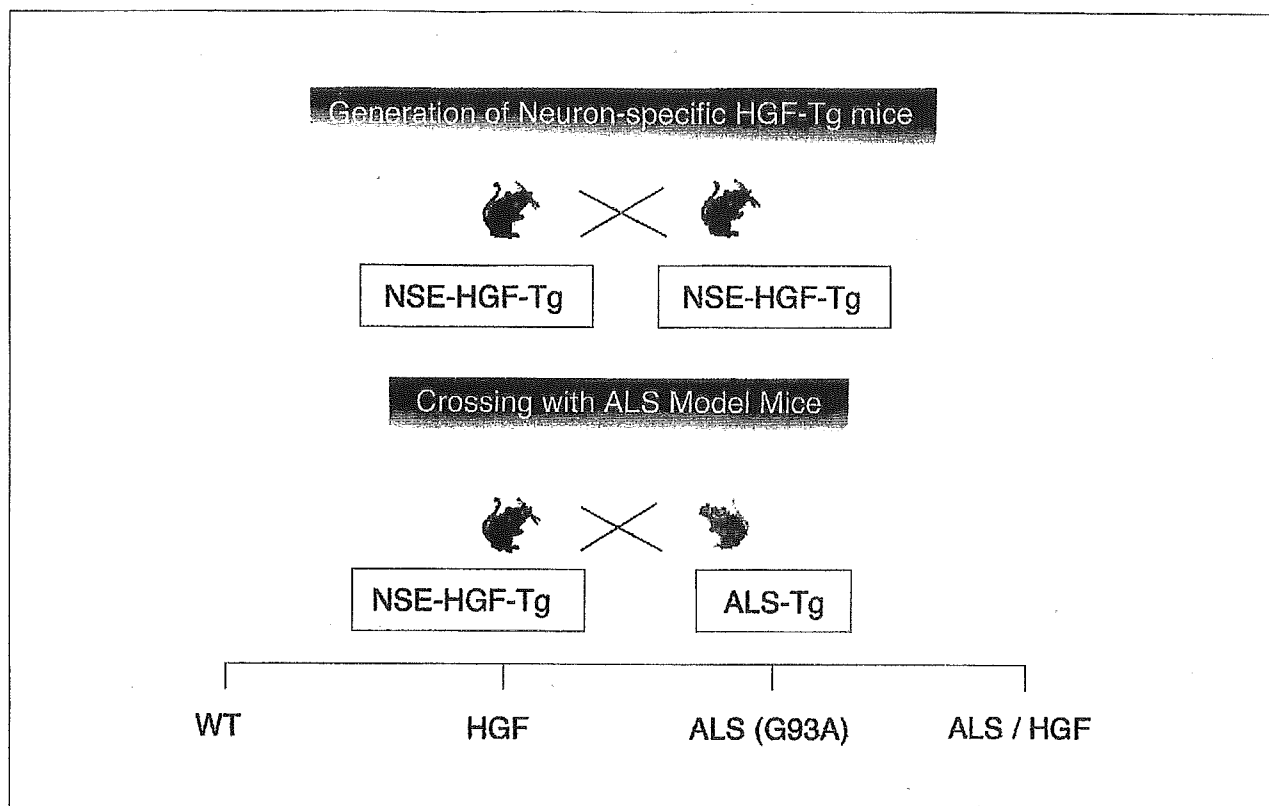 Generation of Neuron-specific HGF-Tg mice
NSE-HGF-Tg NSE-HGF-Tg
Crossing with ALS Model Mice
NSE-HGF-Tg ALS-Tg
WT HGF ALS (G93A) ALS / HGF